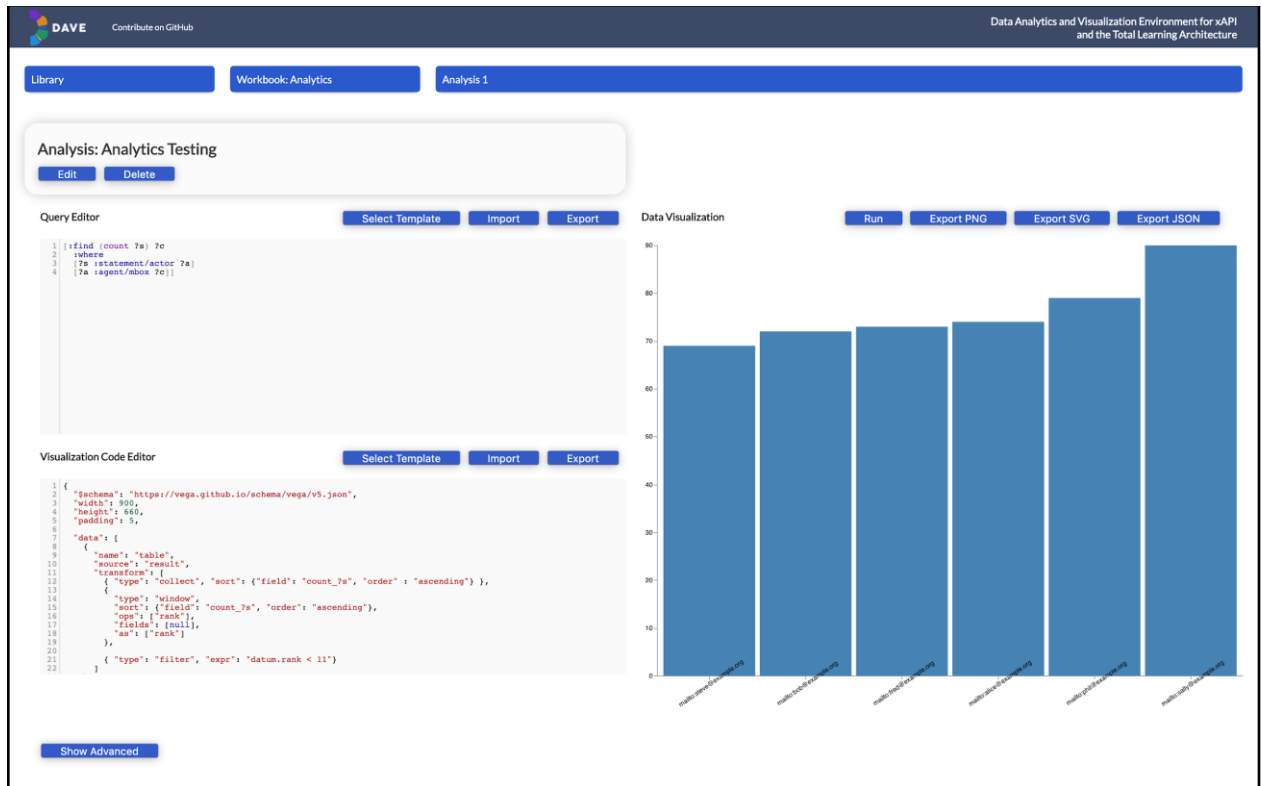 DAVE
Contribute on GitHub
Data Analytics and Visualization Environment for xAPI
and the Total Learning Architecture
Library
Workbook: Analytics
Analysis 1
Analysis: Analytics Testing
Edit
Delete
Query Editor
Select Template
Import
Export
1 [:find (count ?s) ?c
2 :where
3 [?s :statement/actor ?a]
4 [?a :agent/mbox ?c]]
Visualization Code Editor
Select Template
Import
Export
1 {
2 "$schema": "https://vega.github.io/schema/vega/v5.json",
3 "width": 900,
4 "height": 660,
5 "padding": 5,
6
7 "data": [
8 {
9 "name": "table",
10 "source": "result",
11 "transform": [
12 { "type": "collect", "sort": {"field": "count_?s", "order" : "ascending"} },
13 {
14 "type": "window",
15 "sort": {"field": "count_?s", "order": "ascending"},
16 "ops": ["rank"],
17 "fields": [null],
18 "as": ["rank"]
19 },
20
21 { "type": "filter", "expr": "datum.rank < 11"}
22 ]
Show Advanced
Data Visualization
Run
Export PNG
Export SVG
Export JSON
90
80
70
60
50
40
30
20
10
0
mailto:steve@example.org
mailto:bob@example.org
mailto:fred@example.org
mailto:alice@example.org
mailto:phil@example.org
mailto:sally@example.org